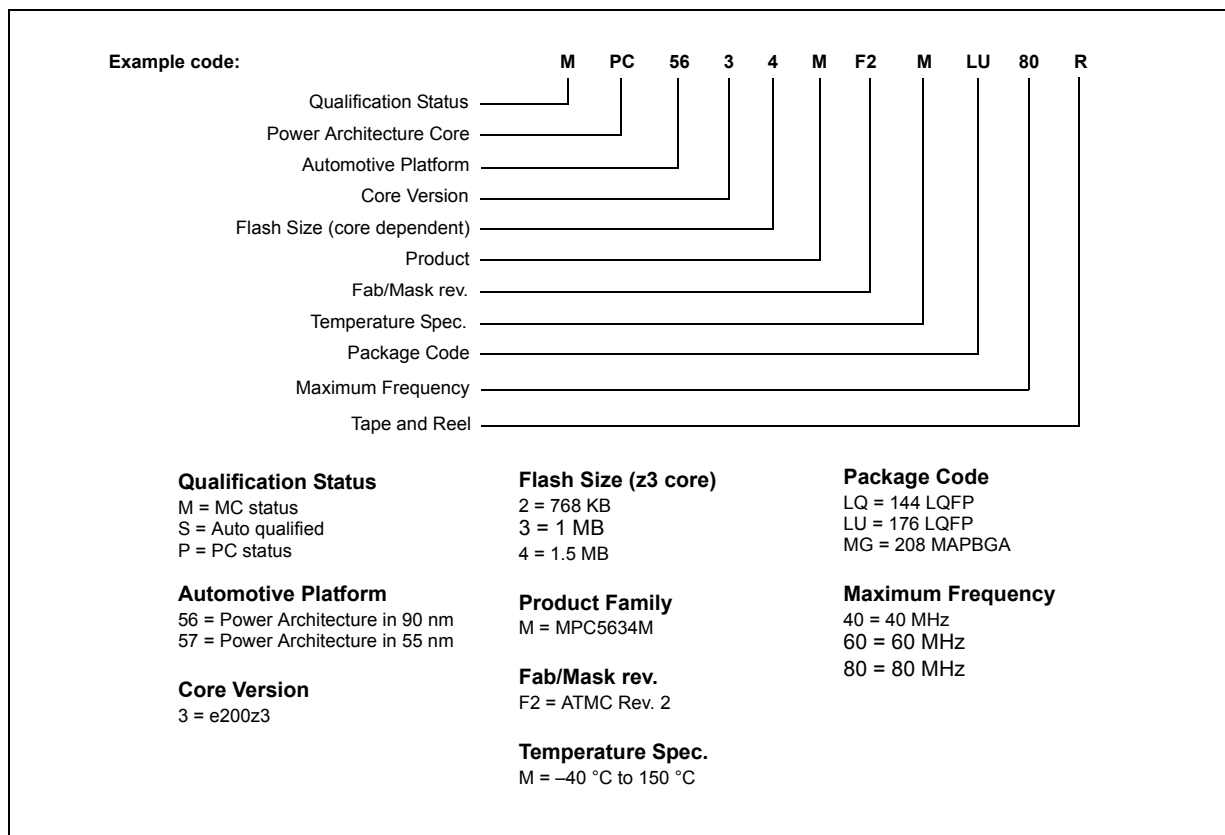 Example code: M PC 56 3 4 M F2 M LU 80 R
Qualification Status
Power Architecture Core
Automotive Platform
Core Version
Flash Size (core dependent)
Product
Fab/Mask rev.
Temperature Spec.
Package Code
Maximum Frequency
Tape and Reel
Qualification Status
M = MC status
S = Auto qualified
P = PC status
Automotive Platform
56 = Power Architecture in 90 nm
57 = Power Architecture in 55 nm
Core Version
3 = e200z3
Flash Size (z3 core)
2 = 768 KB
3 = 1 MB
4 = 1.5 MB
Product Family
M = MPC5634M
Fab/Mask rev.
F2 = ATMC Rev. 2
Temperature Spec.
M = –40 °C to 150 °C
Package Code
LQ = 144 LQFP
LU = 176 LQFP
MG = 208 MAPBGA
Maximum Frequency
40 = 40 MHz
60 = 60 MHz
80 = 80 MHz